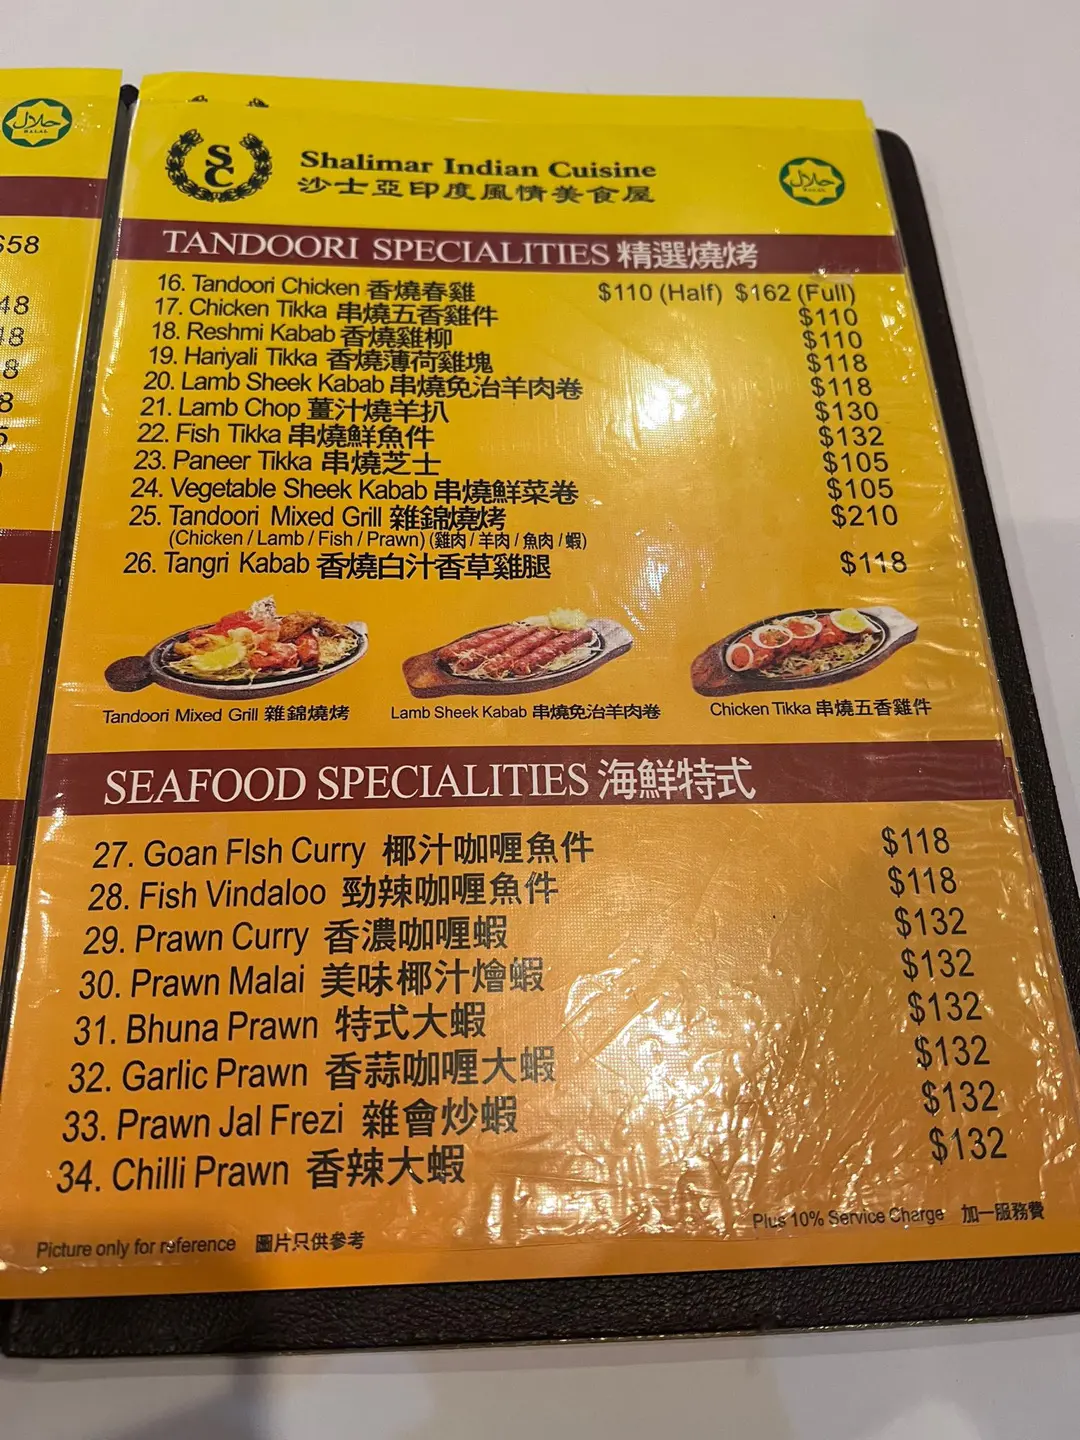 حلال
HALAL
$58
48
SC
Shalimar Indian Cuisine
沙士亞印度風情美食屋
حلال
HALAL
TANDOORI SPECIALITIES 精選燒烤
16. Tandoori Chicken 香燒春雞 $110 (Half) $162 (Full)
17. Chicken Tikka 串燒五香雞件 $110
18. Reshmi Kabab 香燒雞柳 $110
19. Hariyali Tikka 香燒薄荷雞塊 $118
20. Lamb Sheek Kabab 串燒免治羊肉卷 $118
21. Lamb Chop 薑汁燒羊扒 $130
22. Fish Tikka 串燒鮮魚件 $132
23. Paneer Tikka 串燒芝士 $105
24. Vegetable Sheek Kabab 串燒鮮菜卷 $105
25. Tandoori Mixed Grill 雜錦燒烤 $210
(Chicken / Lamb / Fish / Prawn) (雞肉 / 羊肉 / 魚肉 / 蝦)
26. Tangri Kabab 香燒白汁香草雞腿 $118
Tandoori Mixed Grill 雜錦燒烤
Lamb Sheek Kabab 串燒免治羊肉卷
Chicken Tikka 串燒五香雞件
SEAFOOD SPECIALITIES 海鮮特式
27. Goan FIsh Curry 椰汁咖喱魚件 $118
28. Fish Vindaloo 勁辣咖喱魚件 $118
29. Prawn Curry 香濃咖喱蝦 $132
30. Prawn Malai 美味椰汁燴蝦 $132
31. Bhuna Prawn 特式大蝦 $132
32. Garlic Prawn 香蒜咖喱大蝦 $132
33. Prawn Jal Frezi 雜會炒蝦 $132
34. Chilli Prawn 香辣大蝦 $132
Plus 10% Service Charge 加一服務費
Picture only for reference 圖片只供參考